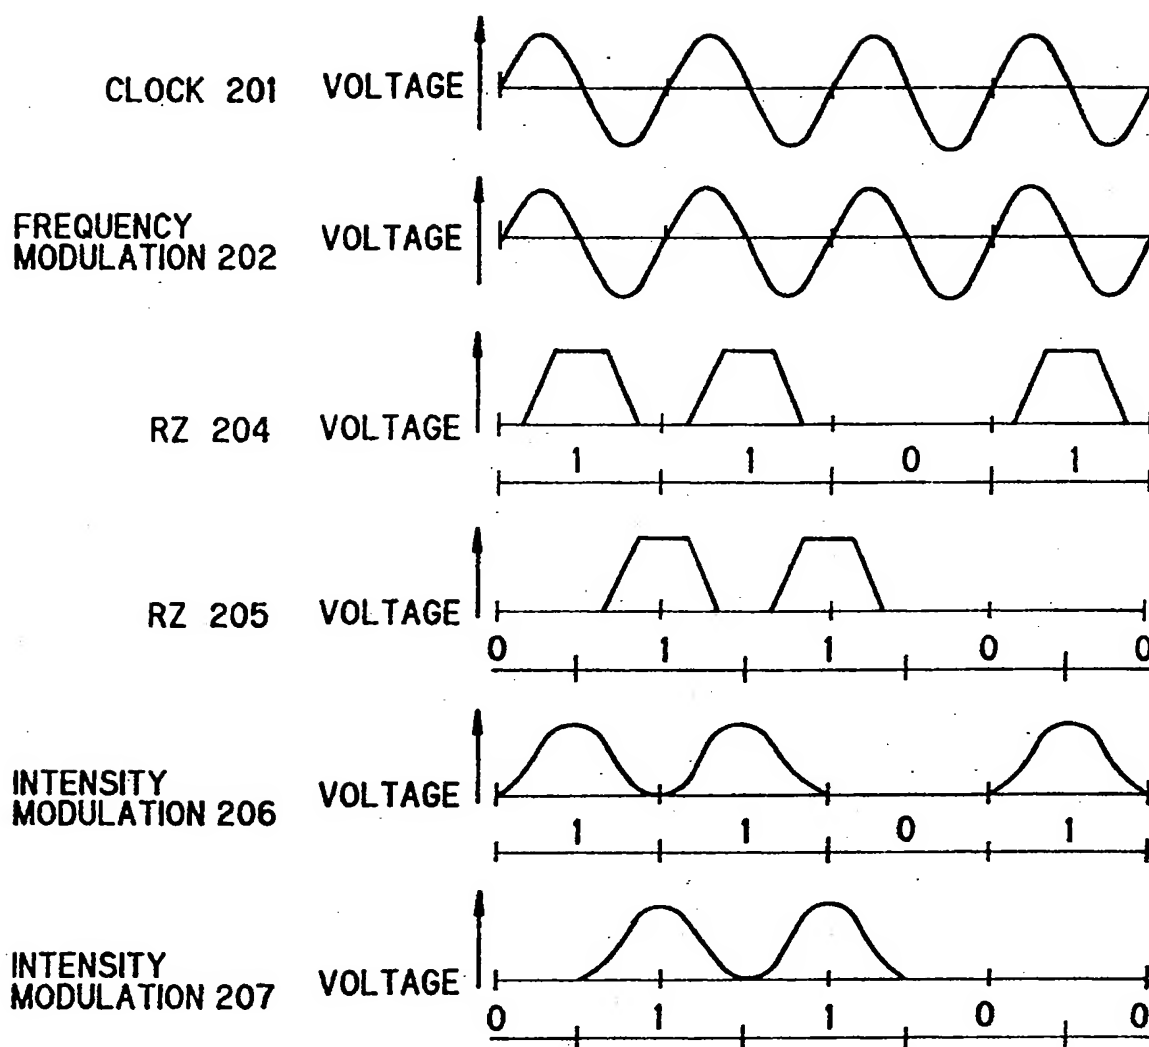 CLOCK 201 VOLTAGE
FREQUENCY
MODULATION 202 VOLTAGE
RZ 204 VOLTAGE
1 1 0 1
RZ 205 VOLTAGE
0 1 1 0 0
INTENSITY
MODULATION 206 VOLTAGE
1 1 0 1
INTENSITY
MODULATION 207 VOLTAGE
0 1 1 0 0